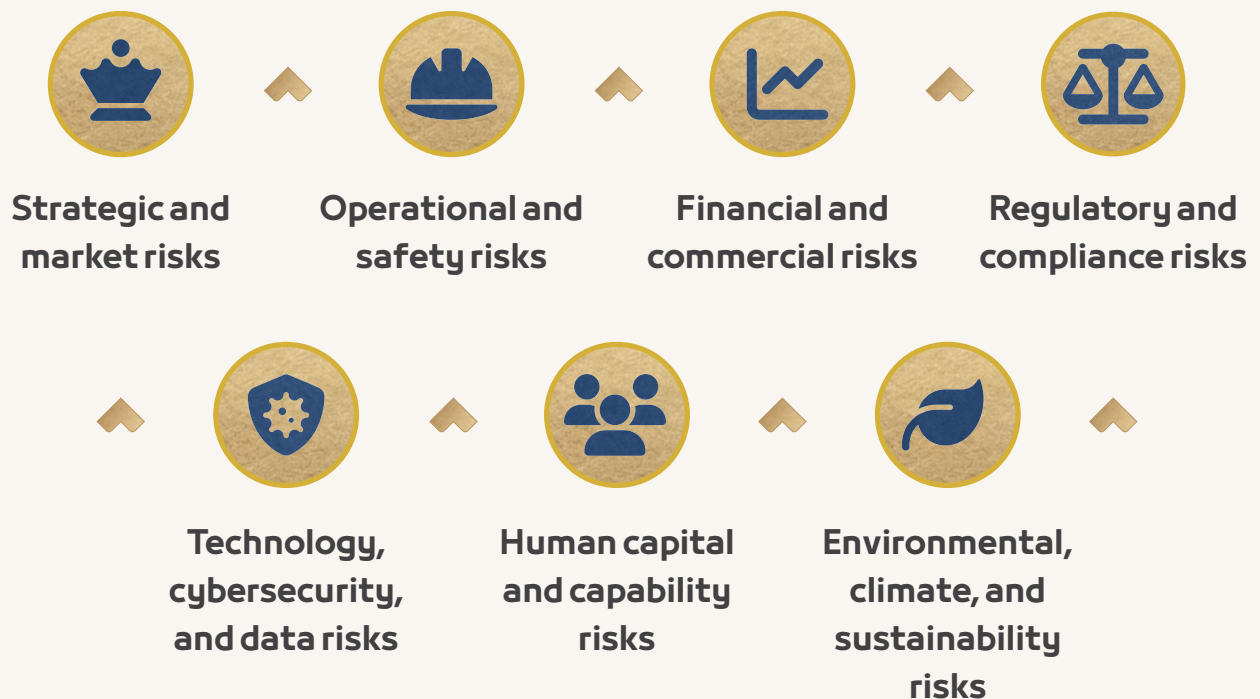 Strategic and
market risks
Operational and
safety risks
Financial and
commercial risks
Regulatory and
compliance risks
Technology,
cybersecurity,
and data risks
Human capital
and capability
risks
Environmental,
climate, and
sustainability
risks